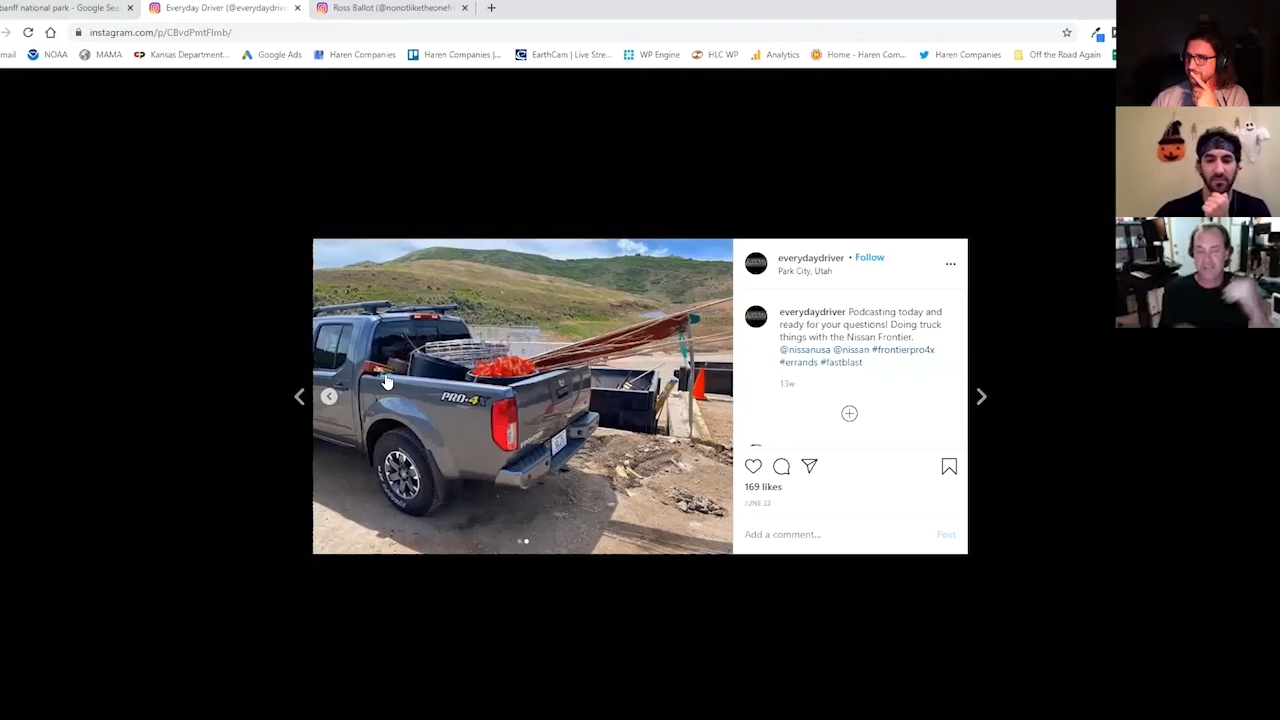 banff national park - Google Sea
Everyday Driver (@everydaydrive
Ross Ballot (@nonotliketheonefr
instagram.com/p/CBvdPmtFImb/
mail
NOAA
MAMA
Kansas Department...
Google Ads
Haren Companies
Haren Companies |...
EarthCam | Live Stre...
WP Engine
HLC WP
Analytics
Home - Haren Com...
Haren Companies
Off the Road Again
everydaydriver • Follow
Park City, Utah
everydaydriver Podcasting today and
ready for your questions! Doing truck
things with the Nissan Frontier.
@nissanusa @nissan #frontierpro4x
#errands #fastblast
13w
169 likes
JUNE 22
Add a comment...
Post
PRO-4X
FRONTIER